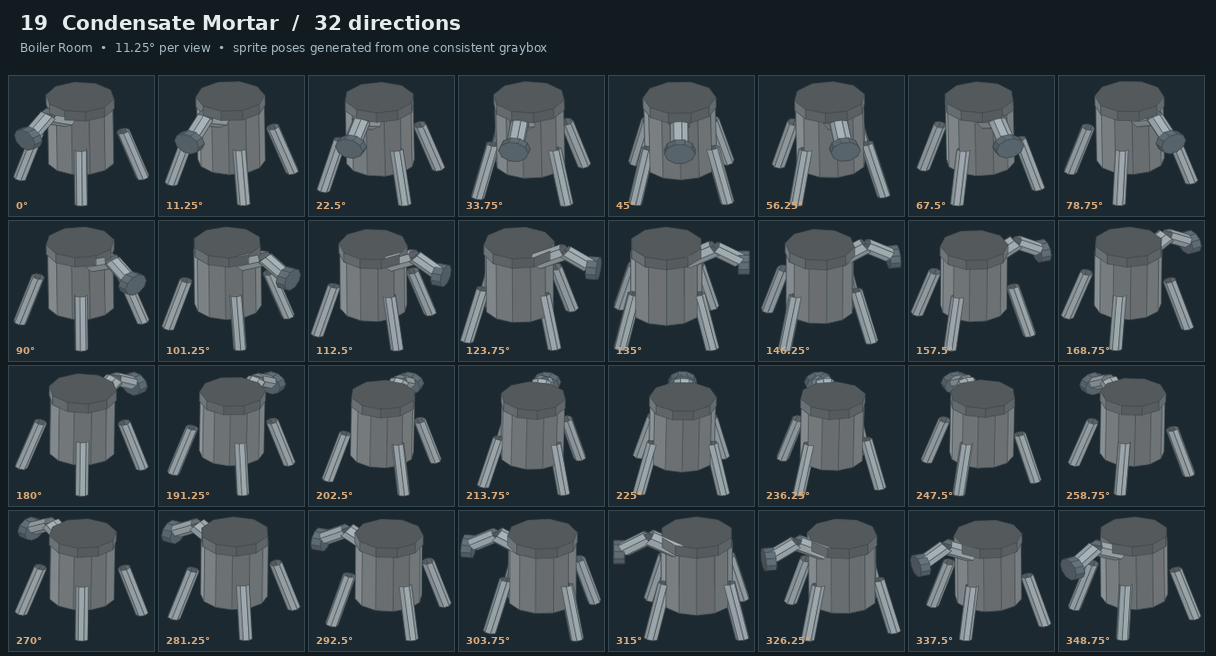 19 Condensate Mortar / 32 directions
Boiler Room • 11.25° per view • sprite poses generated from one consistent graybox
0° 11.25° 22.5° 33.75° 45° 56.25° 67.5° 78.75°
90° 101.25° 112.5° 123.75° 135° 146.25° 157.5° 168.75°
180° 191.25° 202.5° 213.75° 225° 236.25° 247.5° 258.75°
270° 281.25° 292.5° 303.75° 315° 326.25° 337.5° 348.75°